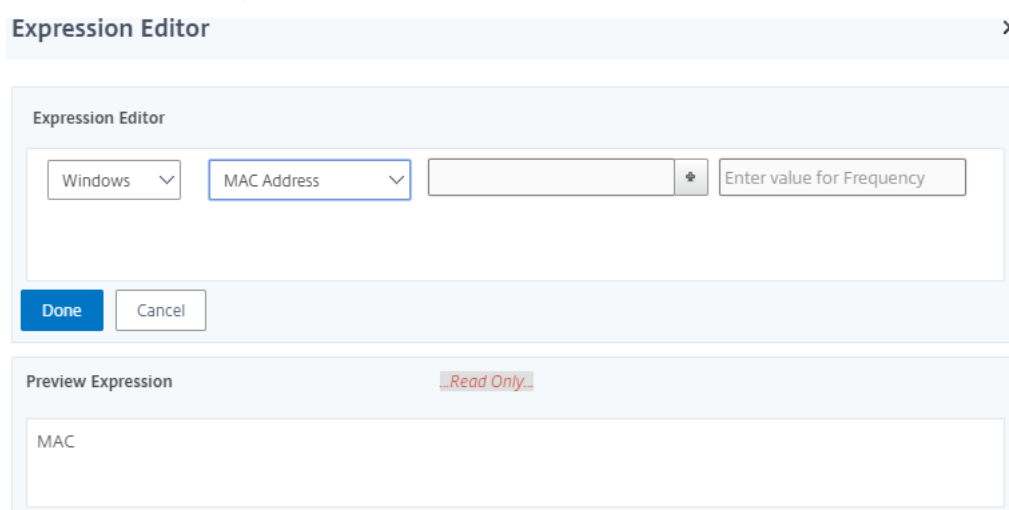 Expression Editor
Expression Editor
Windows MAC Address Enter value for Frequency
Done Cancel
Preview Expression ...Read Only...
MAC